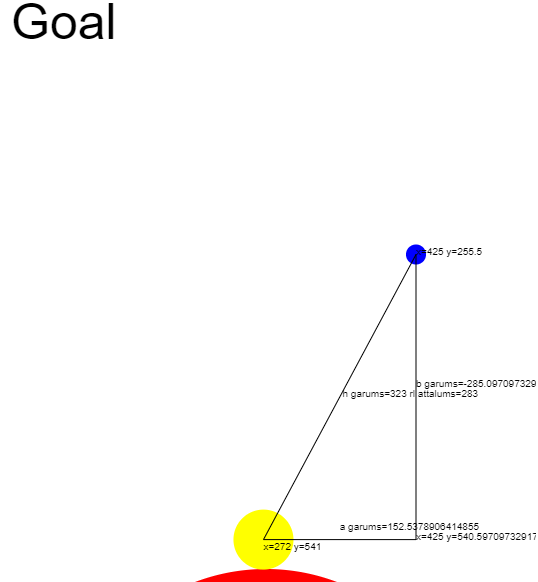 Goal
x=425 y=255.5
b garums=-285.097097329
h garums=323 rl attalums=283
a garums=152.5378906414855
x=425 y=540.59709732917
x=272 y=541